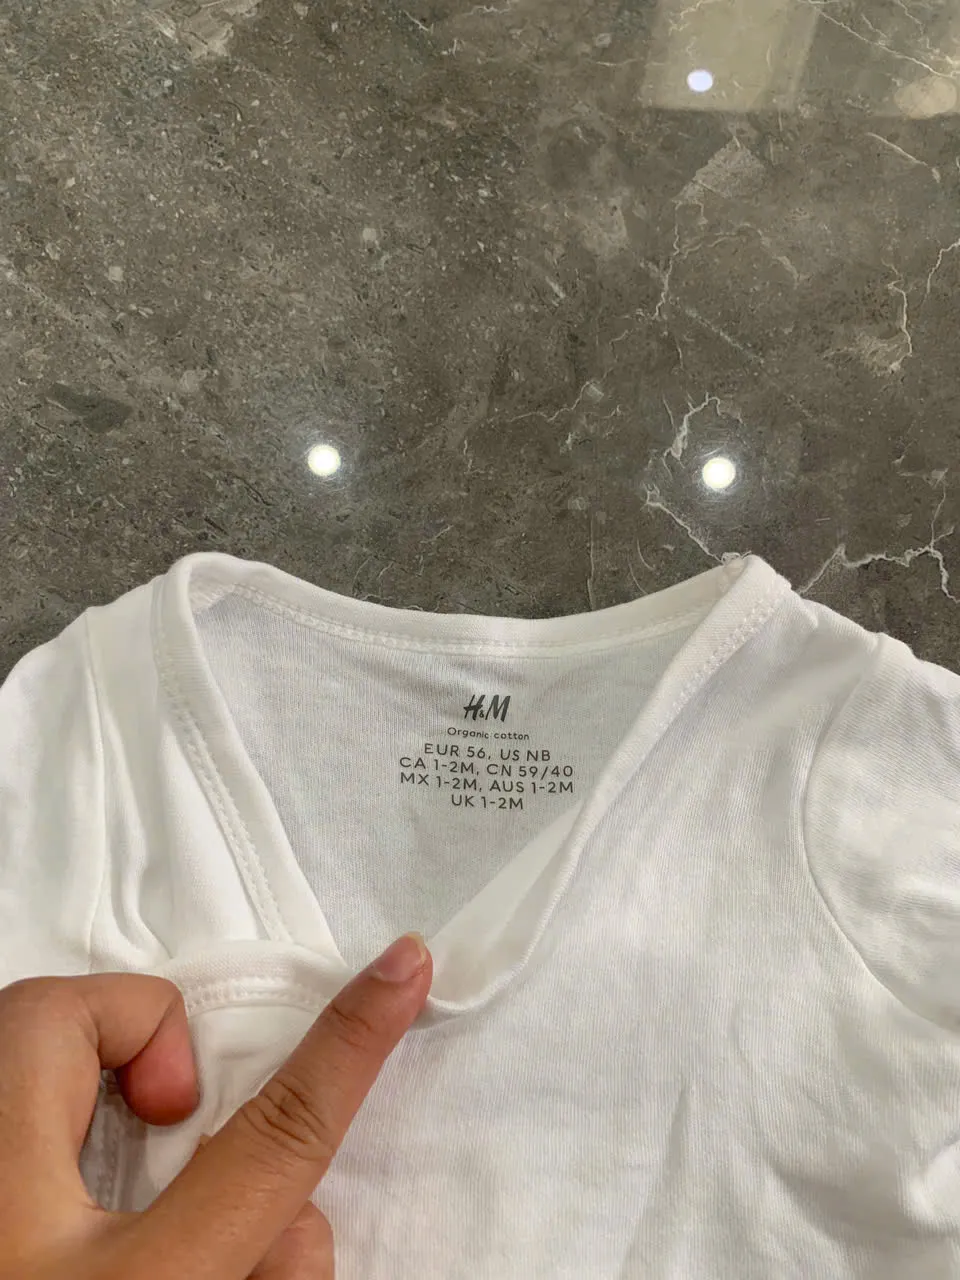 H&M
Organic cotton
EUR 56, US NB
CA 1-2M, CN 59/40
MX 1-2M, AUS 1-2M
UK 1-2M